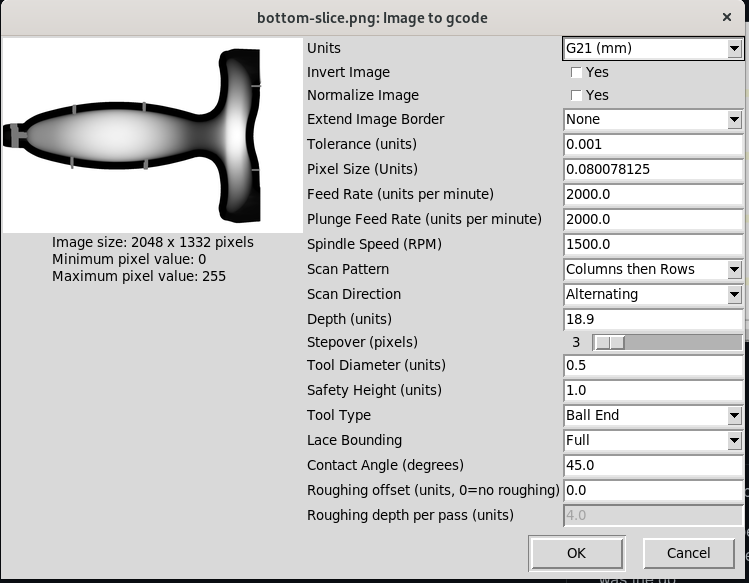 bottom-slice.png: Image to gcode
Units G21 (mm)
Invert Image Yes
Normalize Image Yes
Extend Image Border None
Tolerance (units) 0.001
Pixel Size (Units) 0.080078125
Feed Rate (units per minute) 2000.0
Plunge Feed Rate (units per minute) 2000.0
Spindle Speed (RPM) 1500.0
Scan Pattern Columns then Rows
Scan Direction Alternating
Depth (units) 18.9
Stepover (pixels) 3
Tool Diameter (units) 0.5
Safety Height (units) 1.0
Tool Type Ball End
Lace Bounding Full
Contact Angle (degrees) 45.0
Roughing offset (units, 0=no roughing) 0.0
Roughing depth per pass (units) 4.0
Image size: 2048 x 1332 pixels
Minimum pixel value: 0
Maximum pixel value: 255
OK Cancel